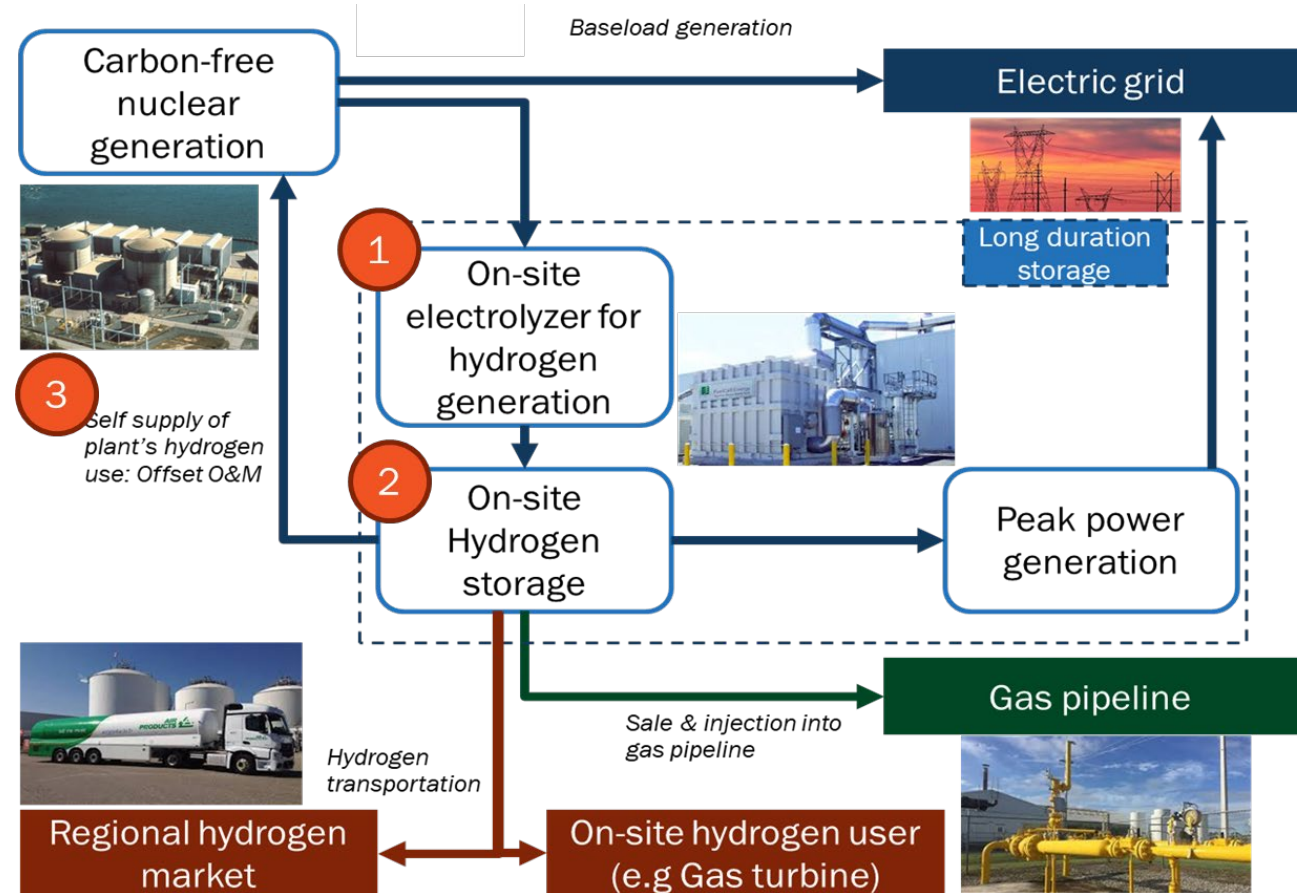 Baseload generation
Carbon-free
nuclear
generation
Electric grid
Long duration
storage
1
On-site
electrolyzer for
hydrogen
generation
3
Self supply of
plant's hydrogen
use: Offset O&M
2
On-site
Hydrogen
storage
Peak power
generation
Gas pipeline
Sale & injection into
gas pipeline
AIR
PRODUCTS
Hydrogen
transportation
Regional hydrogen
market
On-site hydrogen user
(e.g Gas turbine)